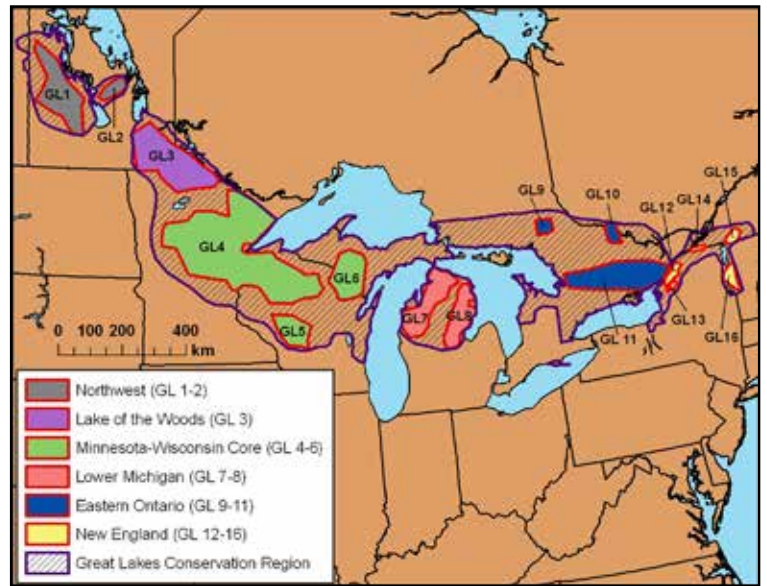 GL1
GL2
GL3
GL4
GL5
GL6
GL7
GL8
GL9
GL10
GL 11
GL12
GL13
GL14
GL15
GL16
0 100 200 400
km
Northwest (GL 1-2)
Lake of the Woods (GL 3)
Minnesota-Wisconsin Core (GL 4-6)
Lower Michigan (GL 7-8)
Eastern Ontario (GL 9-11)
New England (GL 12-16)
Great Lakes Conservation Region